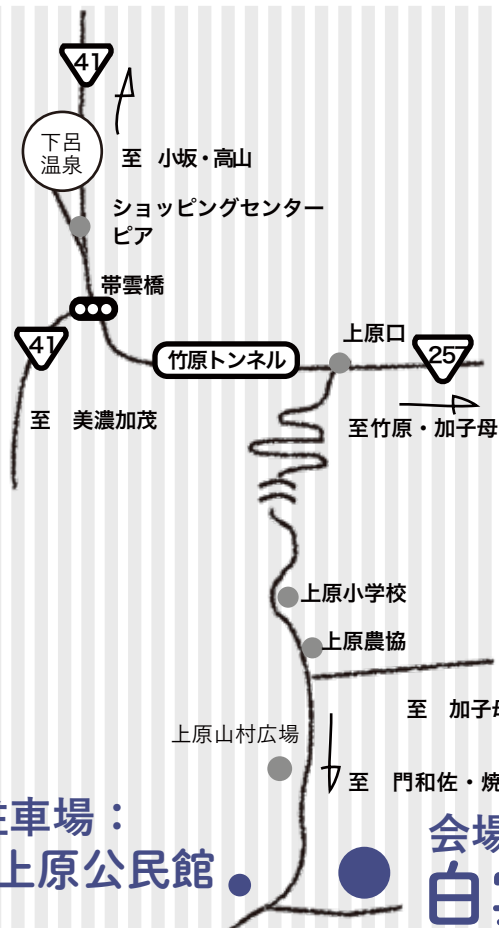 41
下呂
温泉
至　小坂・高山
ショッピングセンター
ピア
帯雲橋
上原口
41
竹原トンネル
257
至　美濃加茂
至竹原・加子母
上原小学校
上原農協
至　加子
上原山村広場
至　門和佐・焼
車場：
会場
上原公民館
白